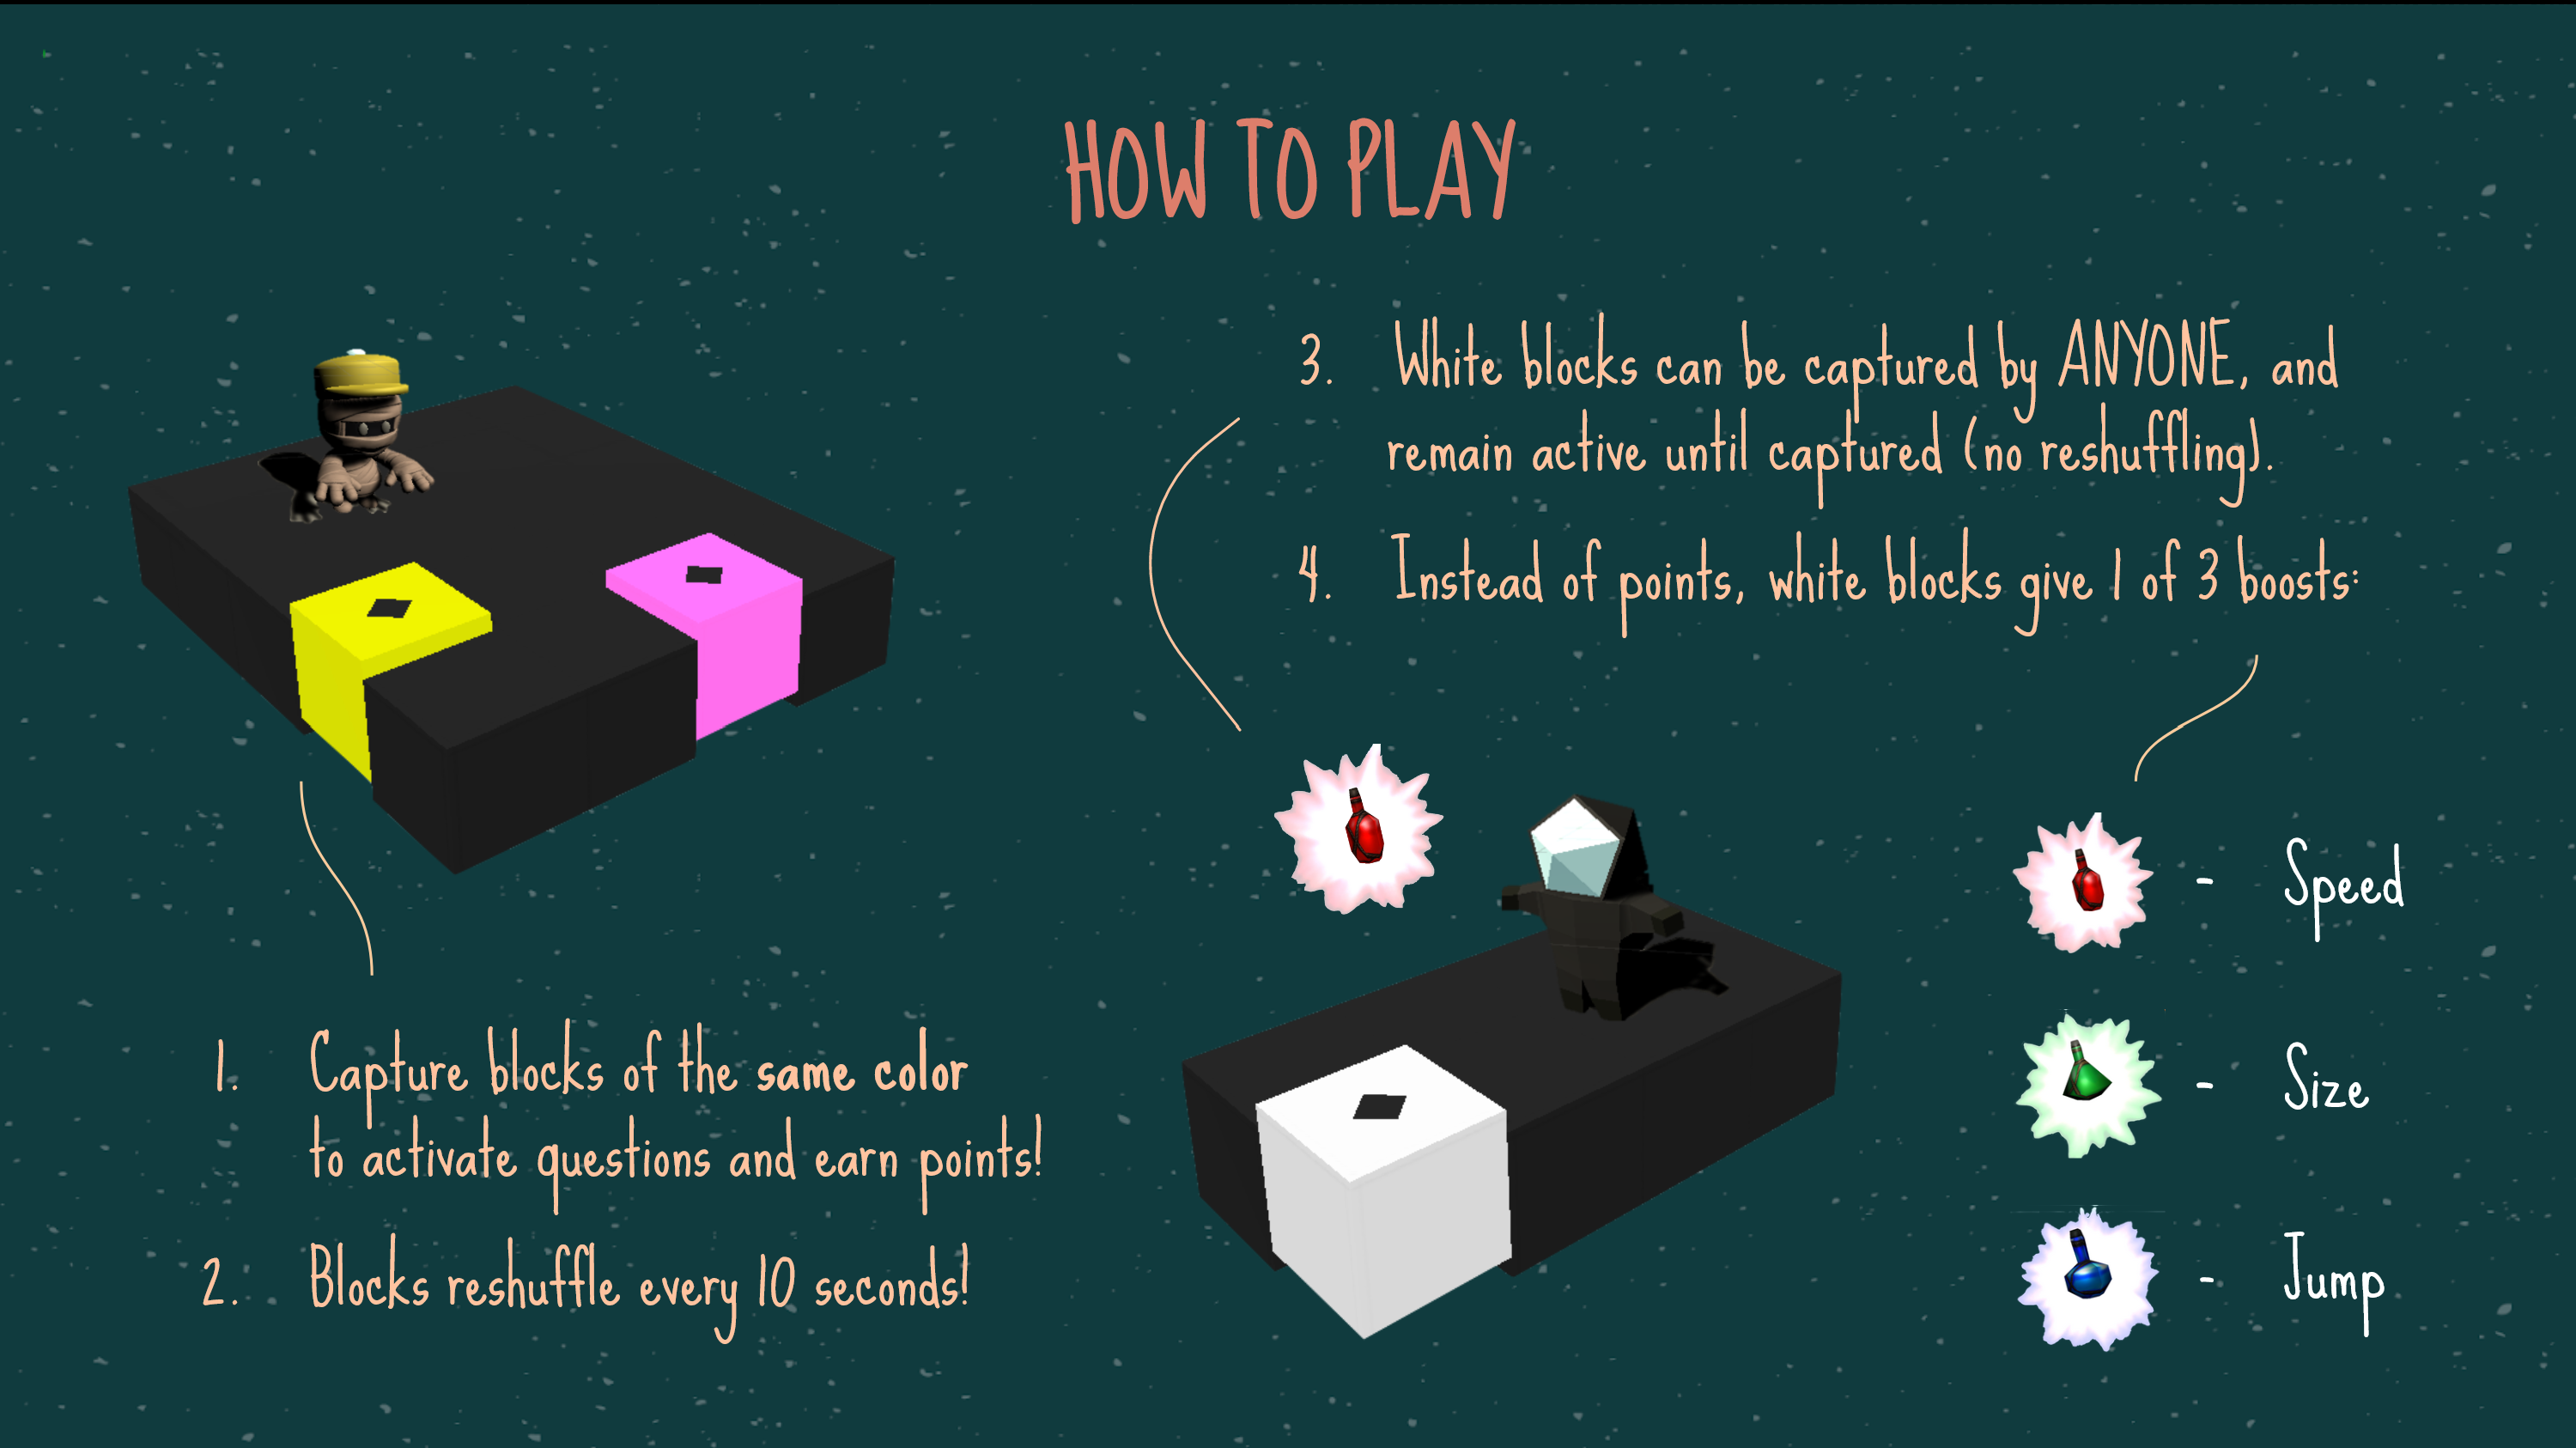 HOW TO PLAY
1. Capture blocks of the same color
to activate questions and earn points!
2. Blocks reshuffle every 10 seconds!
3. White blocks can be captured by ANYONE, and
remain active until captured (no reshuffling).
4. Instead of points, white blocks give 1 of 3 boosts:
- Speed
- Size
- Jump